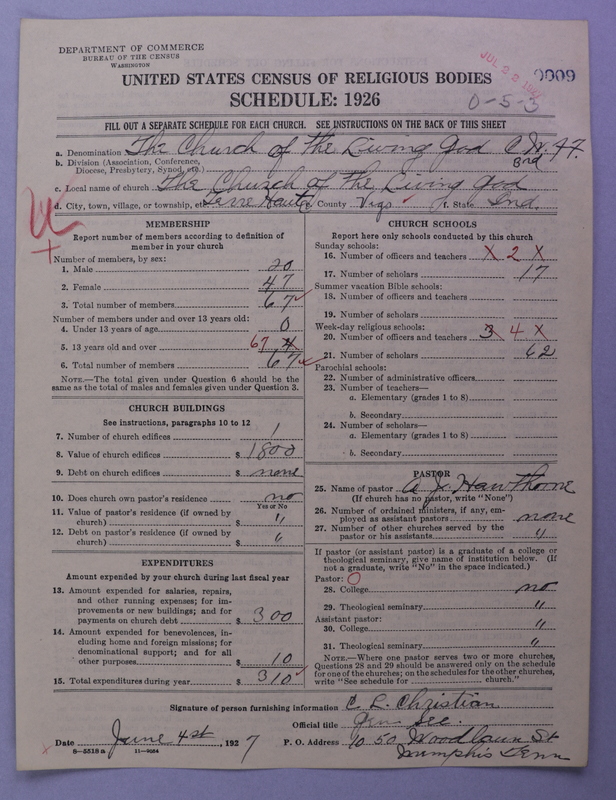 DEPARTMENT OF COMMERCE
BUREAU OF THE CENSUS
WASHINGTON
JUL 22
0009
UNITED STATES CENSUS OF RELIGIOUS BODIES
SCHEDULE: 1926
0-5-3
FILL OUT A SEPARATE SCHEDULE FOR EACH CHURCH. SEE INSTRUCTIONS ON THE BACK OF THIS SHEET
a. Denomination The Church of The Living God C.W.F.F.
b. Division (Association, Conference, Diocese, Presbytery, Synod, etc.) 3rd
c. Local name of church The Church of The Living God
d. City, town, village, or township, etc. Terre Haute County Vigo State Ind.
MEMBERSHIP
Report number of members according to definition of member in your church
Number of members, by sex:
1. Male 20
2. Female 47
3. Total number of members 67
Number of members under and over 13 years old:
4. Under 13 years of age 0
5. 13 years old and over 67
6. Total number of members 67
NOTE.—The total given under Question 6 should be the same as the total of males and females given under Question 3.
CHURCH BUILDINGS
See instructions, paragraphs 10 to 12
7. Number of church edifices 1
8. Value of church edifices $ 1800
9. Debt on church edifices $ none
10. Does church own pastor's residence no
Yes or No
11. Value of pastor's residence (if owned by church) $ "
12. Debt on pastor's residence (if owned by church) $ "
EXPENDITURES
Amount expended by your church during last fiscal year
13. Amount expended for salaries, repairs, and other running expenses; for improvements or new buildings; and for payments on church debt $ 300
14. Amount expended for benevolences, including home and foreign missions; for denominational support; and for all other purposes $ 10
15. Total expenditures during year $ 310
CHURCH SCHOOLS
Report here only schools conducted by this church
Sunday schools:
16. Number of officers and teachers X 2 X
17. Number of scholars 17
Summer vacation Bible schools:
18. Number of officers and teachers
19. Number of scholars
Week-day religious schools:
20. Number of officers and teachers 3 4 X
21. Number of scholars 62
Parochial schools:
22. Number of administrative officers
23. Number of teachers—
a. Elementary (grades 1 to 8)
b. Secondary
24. Number of scholars—
a. Elementary (grades 1 to 8)
b. Secondary
PASTOR
25. Name of pastor A. J. Hawthorne
(If church has no pastor, write "None")
26. Number of ordained ministers, if any, employed as assistant pastors none
27. Number of other churches served by the pastor or his assistants "
If pastor (or assistant pastor) is a graduate of a college or theological seminary, give name of institution below. (If not a graduate, write "No" in the space indicated.)
Pastor:
28. College no
29. Theological seminary "
Assistant pastor:
30. College "
31. Theological seminary "
NOTE.—Where one pastor serves two or more churches, Questions 28 and 29 should be answered only on the schedule for one of the churches; on the schedules for the other churches, write "See schedule for church."
Signature of person furnishing information C. L. Christian
Official title Gen Sec.
Date June 4st, 1927 P. O. Address 1050 Woodlawn St
Memphis Tenn
8—5518 a 11—9064